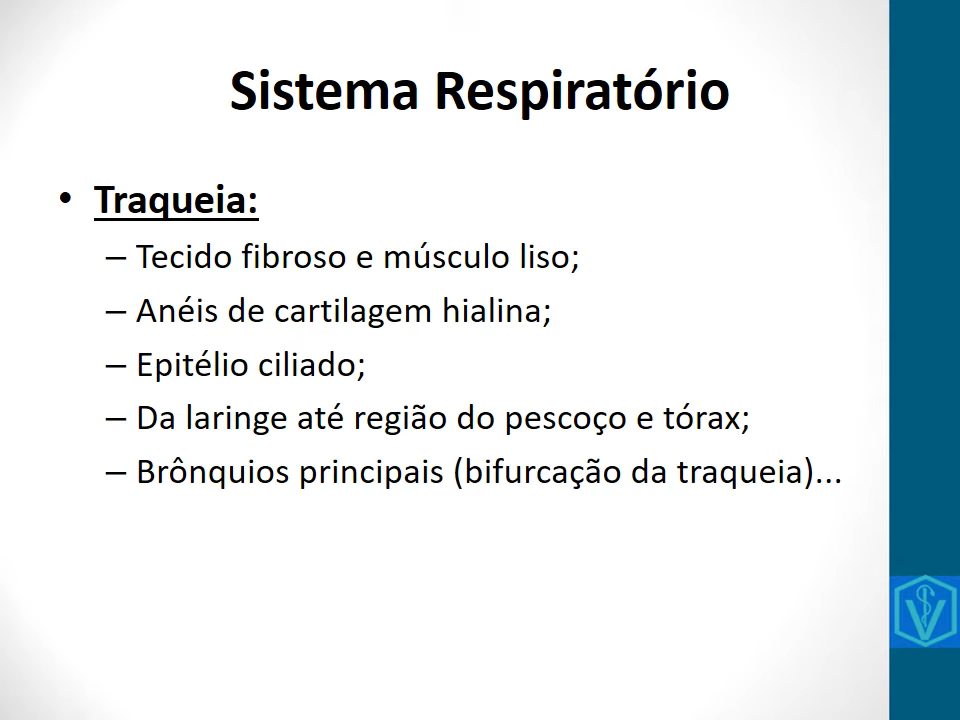 Sistema Respiratório
• Traqueia:
– Tecido fibroso e músculo liso;
– Anéis de cartilagem hialina;
– Epitélio ciliado;
– Da laringe até região do pescoço e tórax;
– Brônquios principais (bifurcação da traqueia)...
V